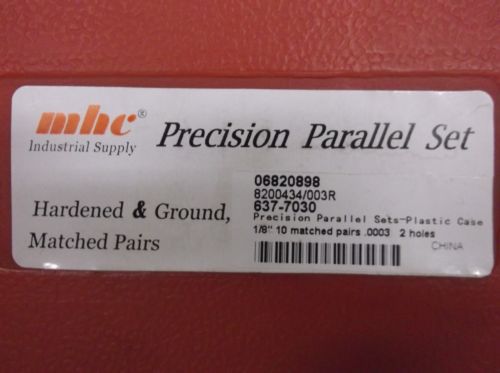 mhc®
Industrial Supply
Precision Parallel Set
Hardened & Ground,
Matched Pairs
06820898
8200434/003R
637-7030
Precision Parallel Sets-Plastic Case
1/8" 10 matched pairs .0003 2 holes
CHINA